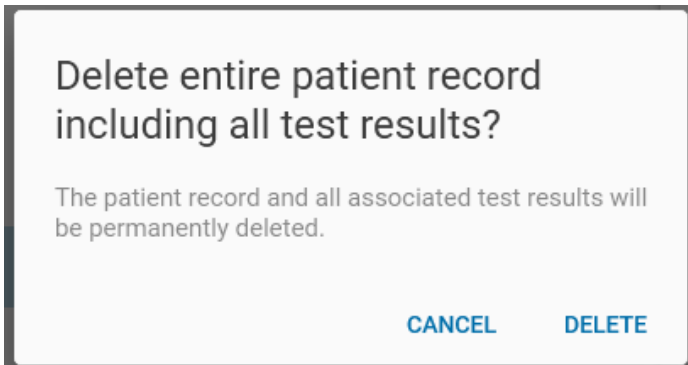 Delete entire patient record
including all test results?
The patient record and all associated test results will
be permanently deleted.
CANCEL DELETE